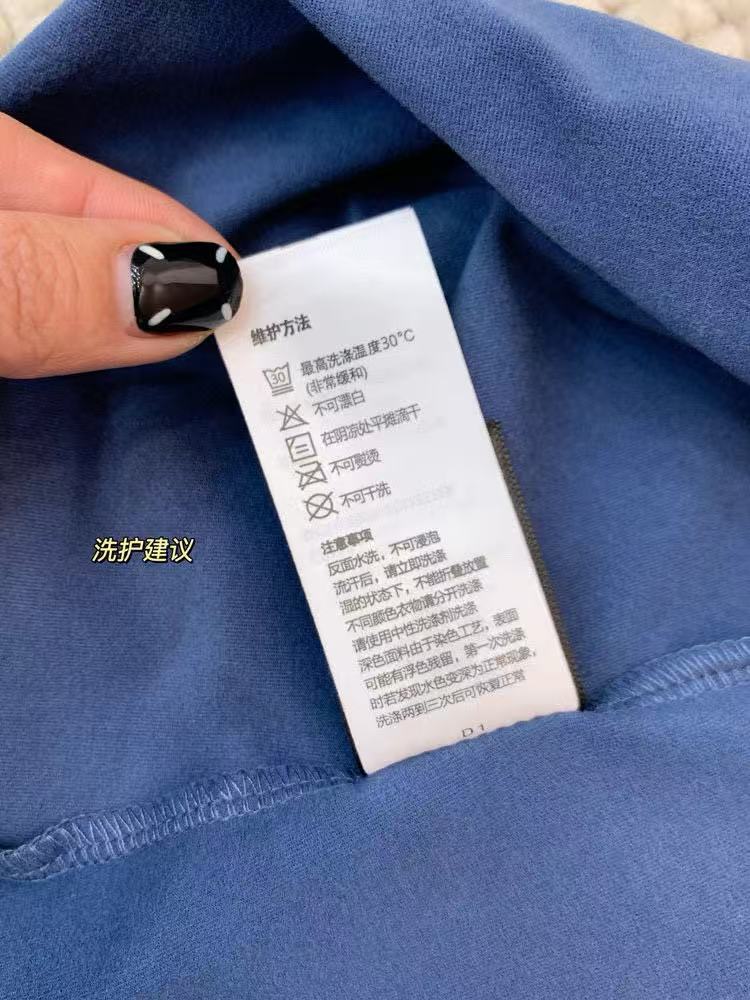 维护方法
30
最高洗涤温度30°C
(非常缓和)
不可漂白
在阴凉处平摊滴干
不可熨烫
不可干洗
注意事项
反面水洗，不可浸泡
流汗后，请立即洗涤
湿的状态下，不能折叠放置
不同颜色衣物请分开洗涤
请使用中性洗涤剂洗涤
深色面料由于染色工艺，表面
可能有浮色残留，第一次洗涤
时若发现水色变深为正常现象，
洗涤两到三次后可恢复正常
洗护建议